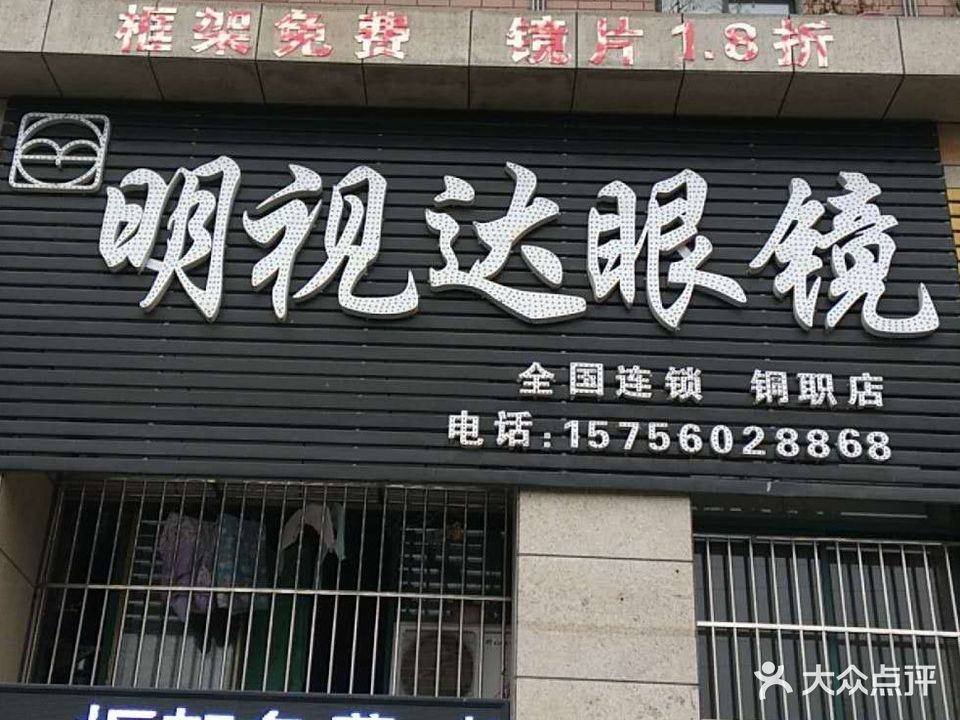 框架免费 镜片1.8折
明视达眼镜
全国连锁 铜职店
电话:15756028868
大众点评